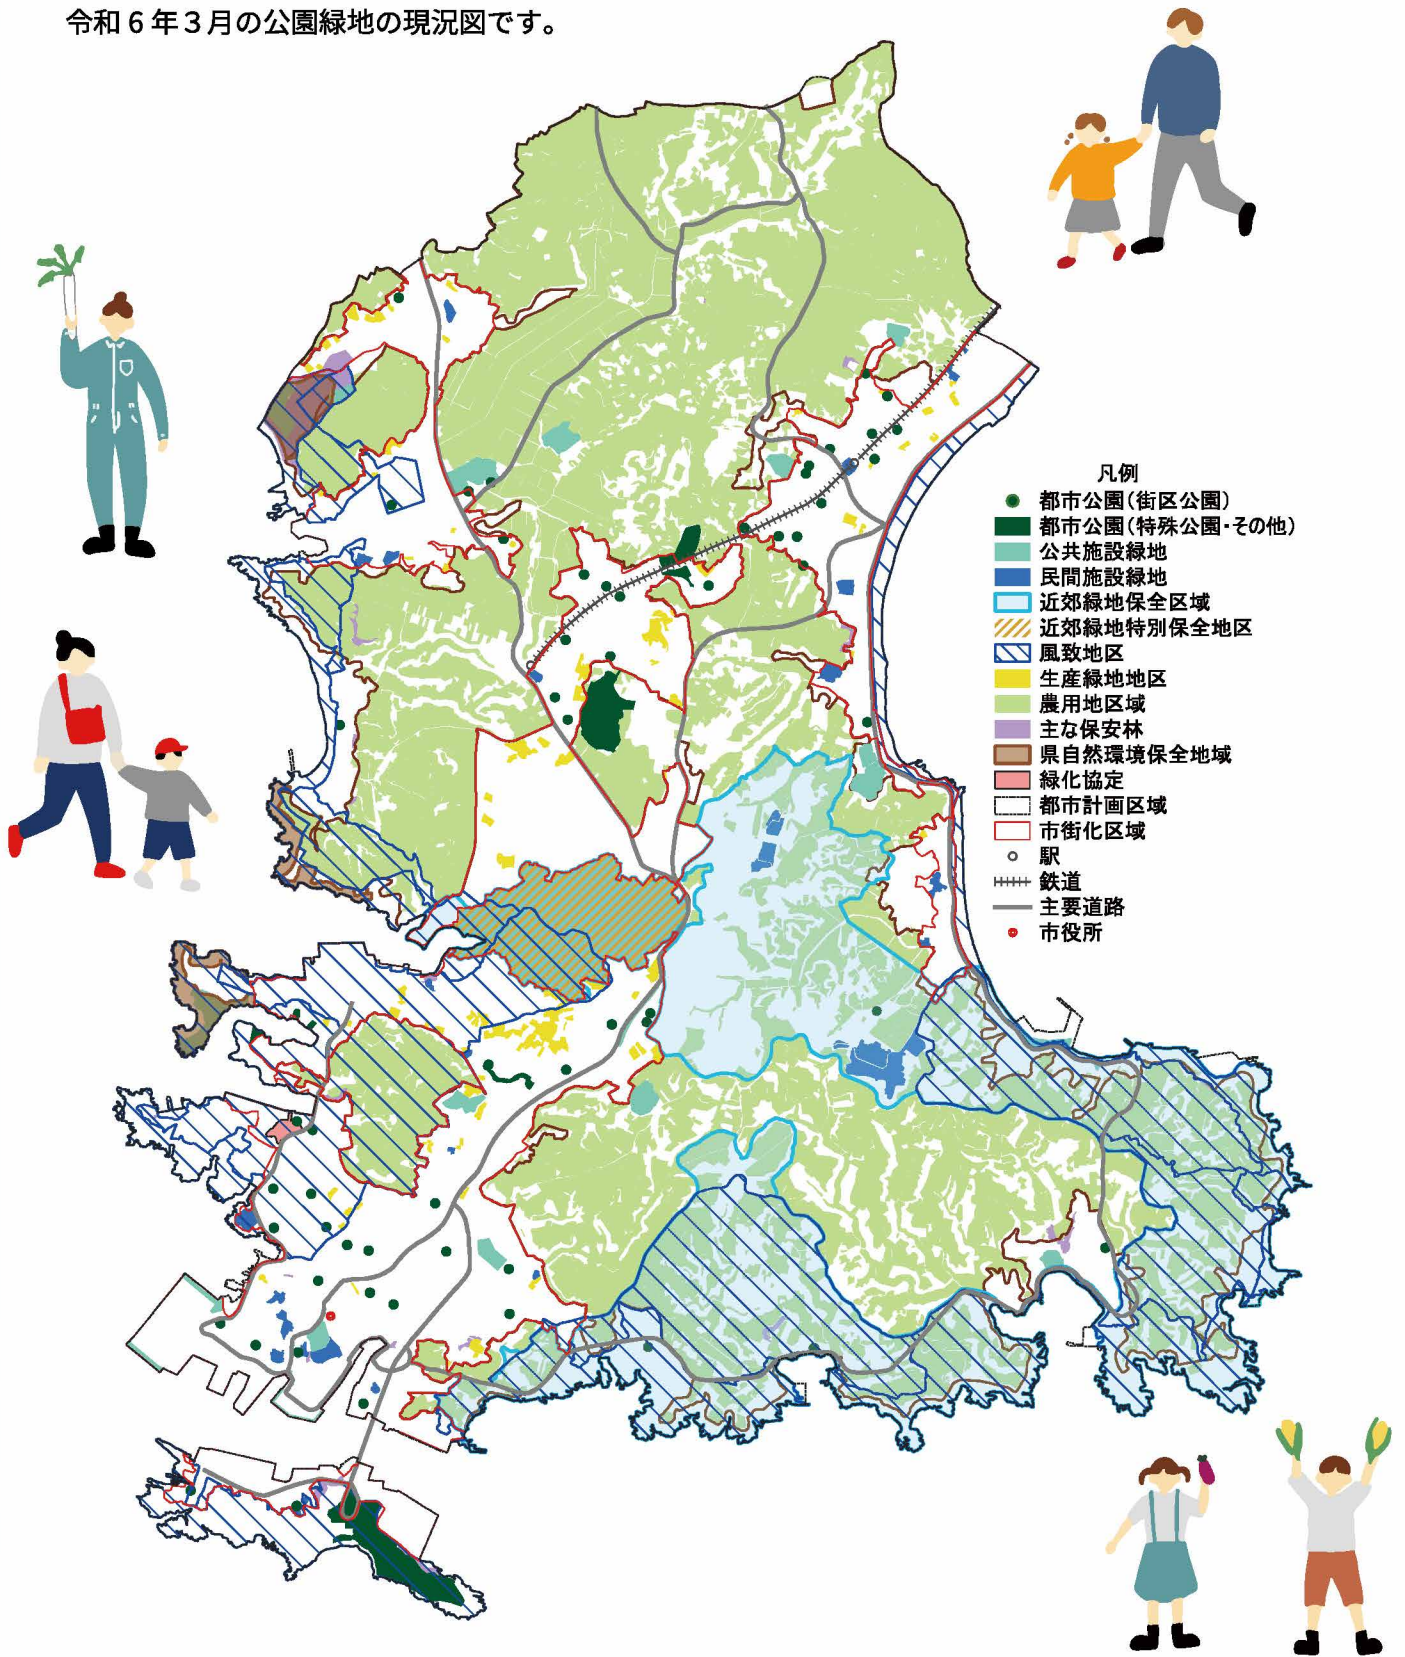 令和６年３月の公園緑地の現況図です。
凡例
都市公園（街区公園）
都市公園（特殊公園・その他）
公共施設緑地
民間施設緑地
近郊緑地保全区域
近郊緑地特別保全地区
風致地区
生産緑地地区
農用地区域
主な保安林
県自然環境保全地域
緑化協定
都市計画区域
市街化区域
駅
鉄道
主要道路
市役所